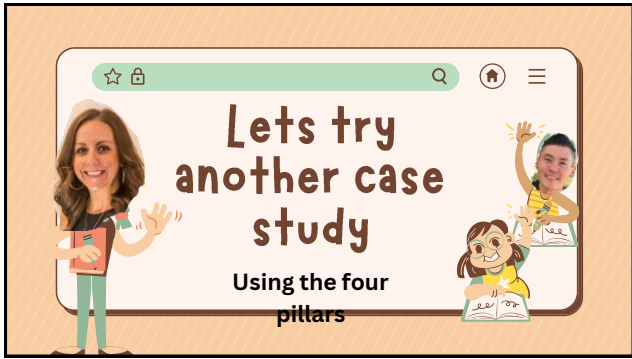 Lets try
another case
study
Using the four
pillars